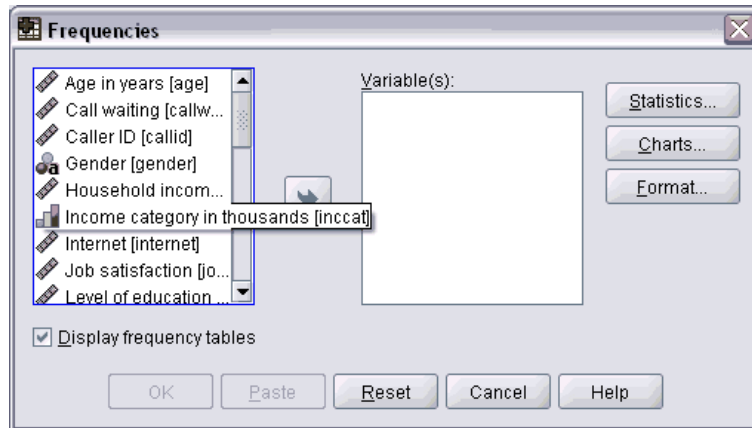 Frequencies
Age in years [age]
Call waiting [callw...
Caller ID [callid]
a Gender [gender]
Household incom...
Income category in thousands [inccat]
Internet [internet]
Job satisfaction [jo...
Level of education ...
Variable(s):
Statistics...
Charts...
Format...
Display frequency tables
OK
Paste
Reset
Cancel
Help